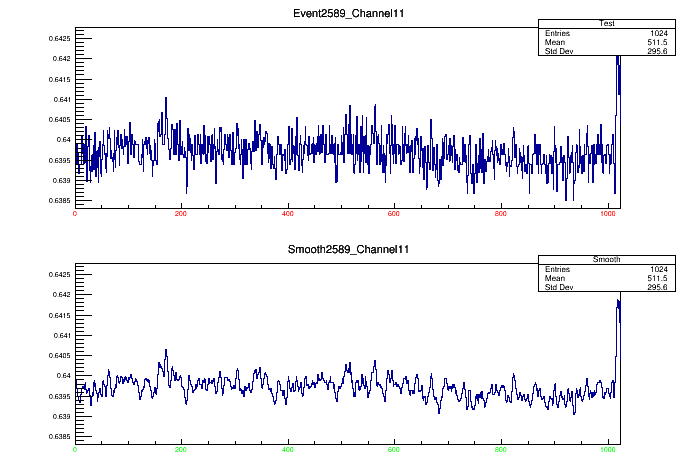 Event2589_Channel11
Test
Entries 1024
Mean 511.5
Std Dev 295.6
0.6425
0.642
0.6415
0.641
0.6405
0.64
0.6395
0.639
0.6385
0 200 400 600 800 1000
Smooth2589_Channel11
Smooth
Entries 1024
Mean 511.5
Std Dev 295.6
0.6425
0.642
0.6415
0.641
0.6405
0.64
0.6395
0.639
0.6385
0 200 400 600 800 1000